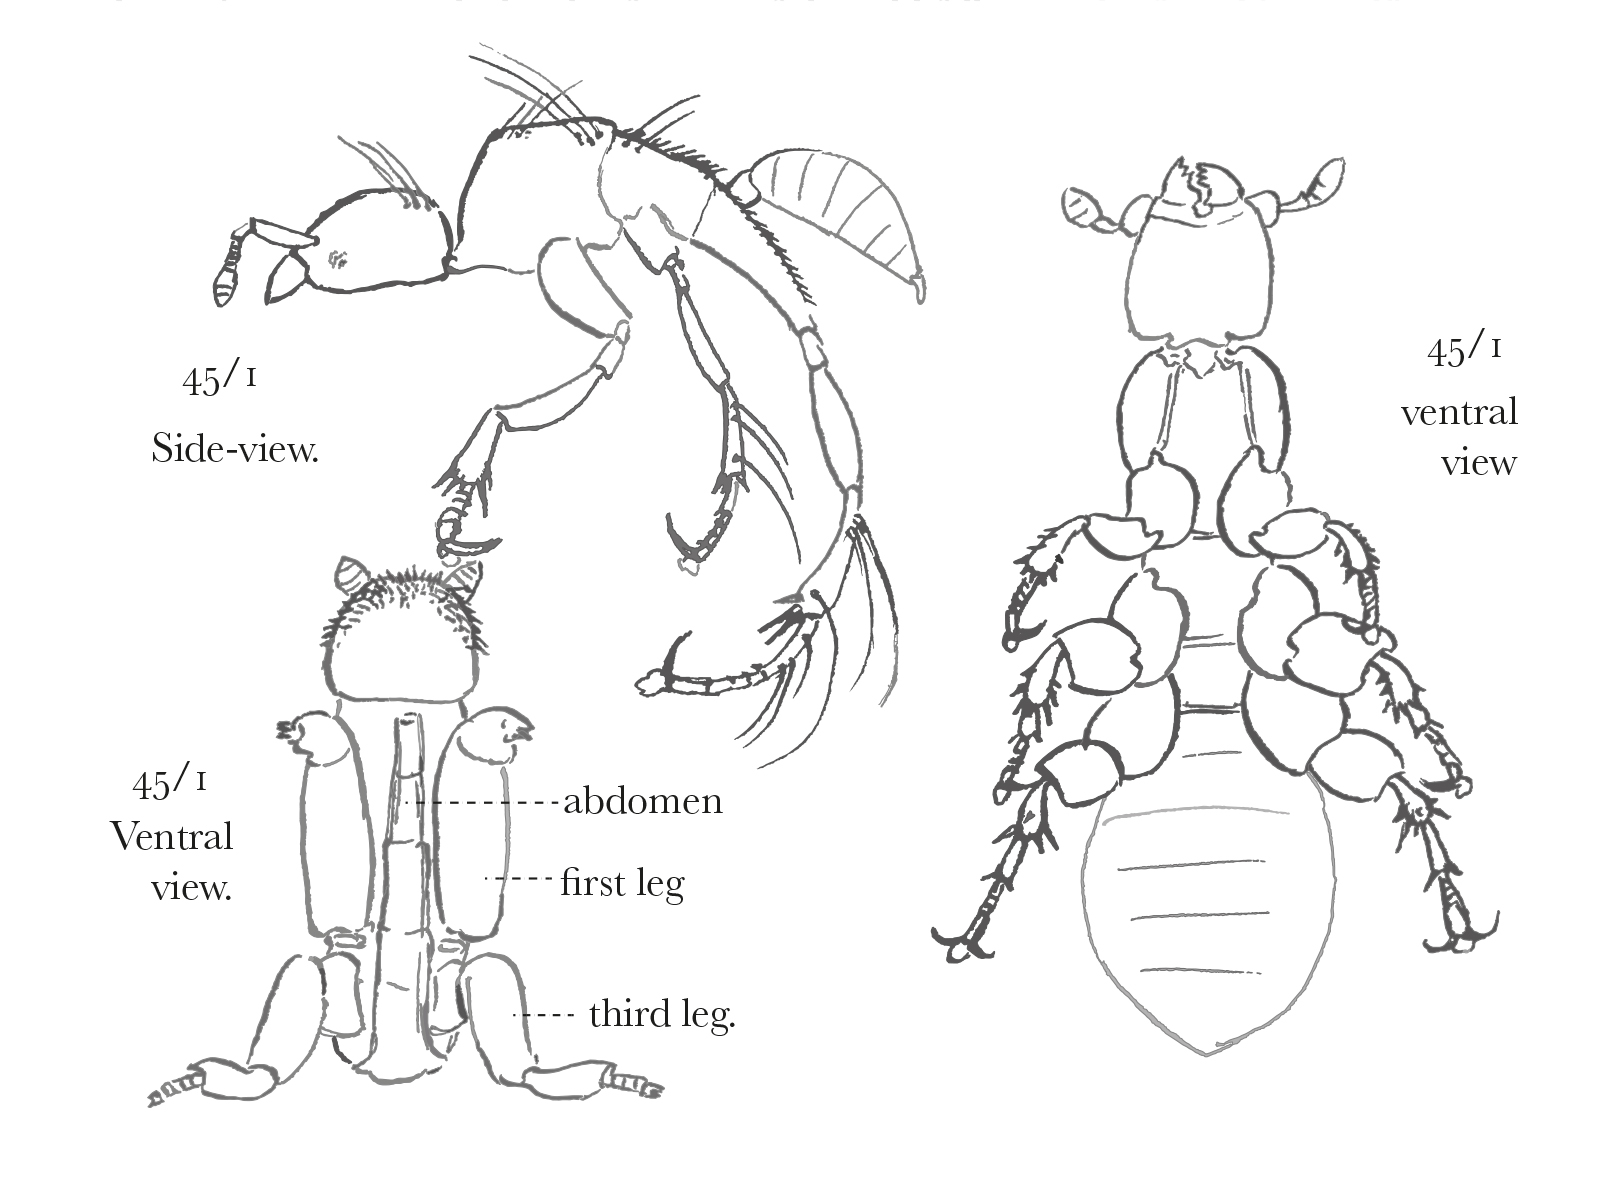 45/1
Side-view.
45/1
ventral
view
45/1
Ventral
view.
abdomen
first leg
third leg.